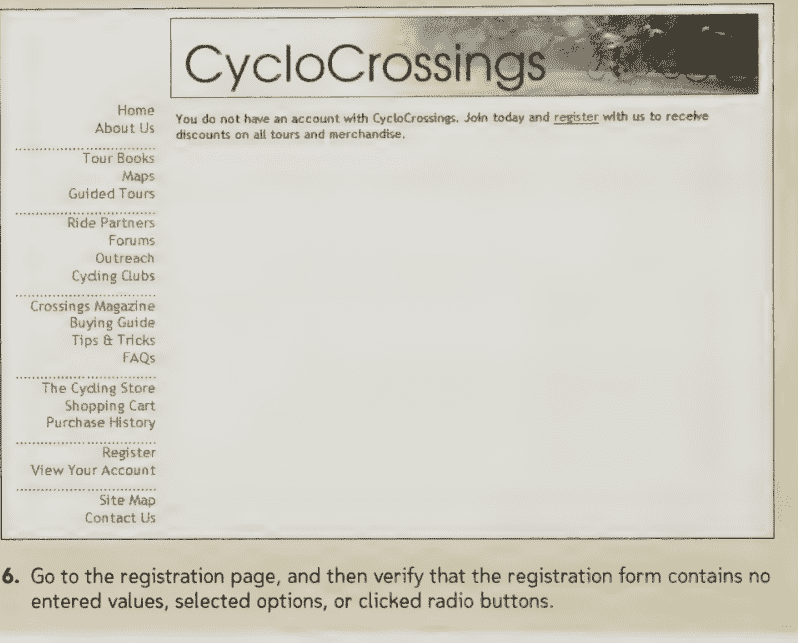 CycloCrossings
Home
About Us
Tour Books
Maps
Guided Tours
Ride Partners
Forums
Outreach
Cycling Clubs
Crossings Magazine
Buying Guide
Tips & Tricks
FAQs
The Cycling Store
Shopping Cart
Purchase History
Register
View Your Account
Site Map
Contact Us
You do not have an account with CycloCrossings. Join today and register with us to receive
discounts on all tours and merchandise.
6. Go to the registration page, and then verify that the registration form contains no
entered values, selected options, or clicked radio buttons.